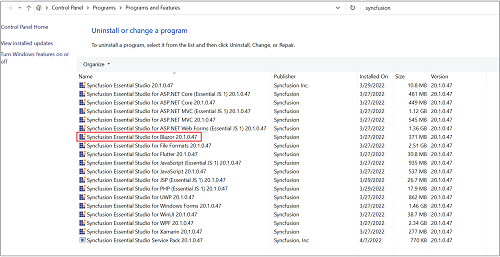 Control Panel > Programs > Programs and Features
syncfusion
Control Panel Home
View installed updates
Turn Windows features on or off
Uninstall or change a program
To uninstall a program, select it from the list and then click Uninstall, Change, or Repair.
Organize
Name Publisher Installed On Size Version
Syncfusion Essential Studio 20.1.0.47 Syncfusion Inc. 3/29/2022 10.8 MB 20.1.0.47
Syncfusion Essential Studio for ASP.NET Core (Essential JS 1) 20.1.0.47 Syncfusion 3/27/2022 481 MB 20.1.0.47
Syncfusion Essential Studio for ASP.NET Core 20.1.0.47 Syncfusion 3/27/2022 449 MB 20.1.0.47
Syncfusion Essential Studio for ASP.NET MVC (Essential JS 1) 20.1.0.47 Syncfusion 3/27/2022 1.12 GB 20.1.0.47
Syncfusion Essential Studio for ASP.NET MVC 20.1.0.47 Syncfusion 3/27/2022 545 MB 20.1.0.47
Syncfusion Essential Studio for ASP.NET Web Forms (Essential JS 1) 20.1.0.47 Syncfusion 3/27/2022 1.36 GB 20.1.0.47
Syncfusion Essential Studio for Blazor 20.1.0.47 Syncfusion 3/27/2022 371 MB 20.1.0.47
Syncfusion Essential Studio for File Formats 20.1.0.47 Syncfusion 3/27/2022 2.51 GB 20.1.0.47
Syncfusion Essential Studio for Flutter 20.1.0.47 Syncfusion 3/27/2022 30.8 MB 20.1.0.47
Syncfusion Essential Studio for JavaScript (Essential JS 1) 20.1.0.47 Syncfusion 3/27/2022 935 MB 20.1.0.47
Syncfusion Essential Studio for JavaScript 20.1.0.47 Syncfusion 3/27/2022 537 MB 20.1.0.47
Syncfusion Essential Studio for JSP (Essential JS 1) 20.1.0.47 Syncfusion 3/29/2022 26.7 MB 20.1.0.47
Syncfusion Essential Studio for PHP (Essential JS 1) 20.1.0.47 Syncfusion 3/29/2022 17.9 MB 20.1.0.47
Syncfusion Essential Studio for UWP 20.1.0.47 Syncfusion 3/27/2022 862 MB 20.1.0.47
Syncfusion Essential Studio for Windows Forms 20.1.0.47 Syncfusion 3/27/2022 1.46 GB 20.1.0.47
Syncfusion Essential Studio for WinUI 20.1.0.47 Syncfusion 3/27/2022 38.7 MB 20.1.0.47
Syncfusion Essential Studio for WPF 20.1.0.47 Syncfusion 3/27/2022 2.34 GB 20.1.0.47
Syncfusion Essential Studio for Xamarin 20.1.0.47 Syncfusion 3/27/2022 277 MB 20.1.0.47
Syncfusion Essential Studio Service Pack 20.1.0.47 Syncfusion, Inc 4/7/2022 770 KB 20.1.0.47